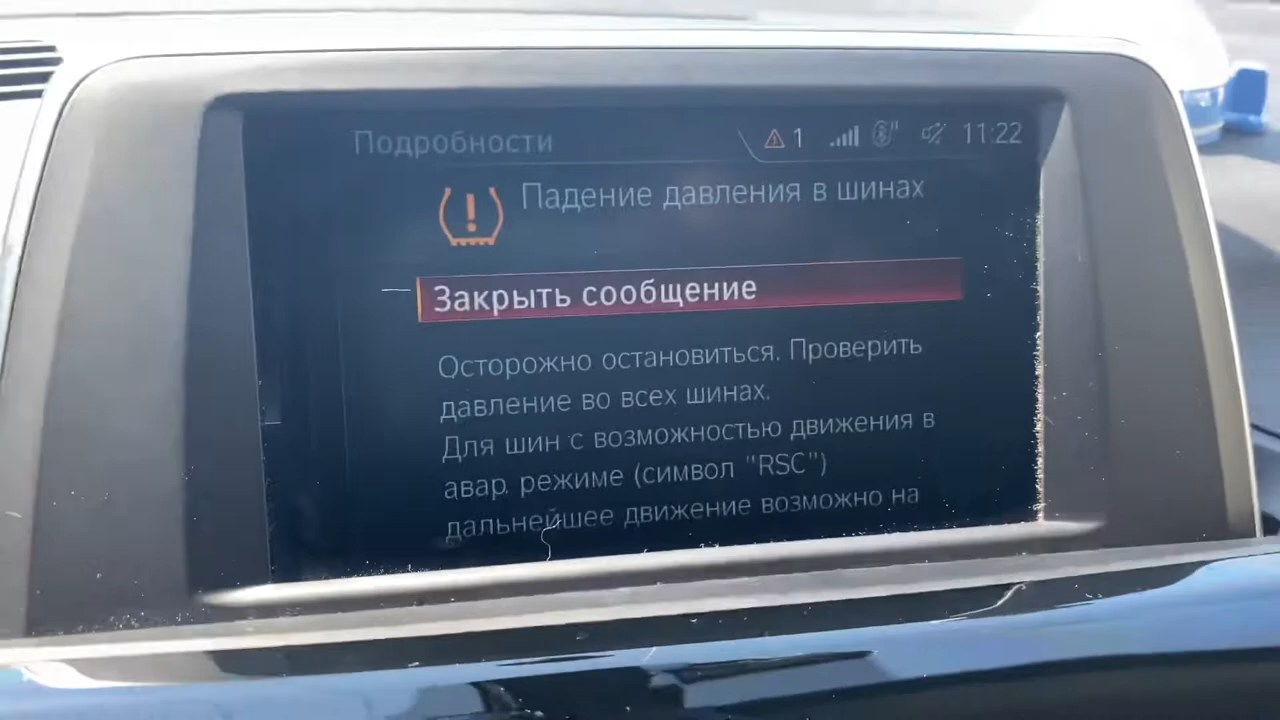 Подробности
1
11:22
Падение давления в шинах
Закрыть сообщение
Осторожно остановиться. Проверить
давление во всех шинах.
Для шин с возможностью движения в
авар. режиме (символ "RSC")
дальнейшее движение возможно на